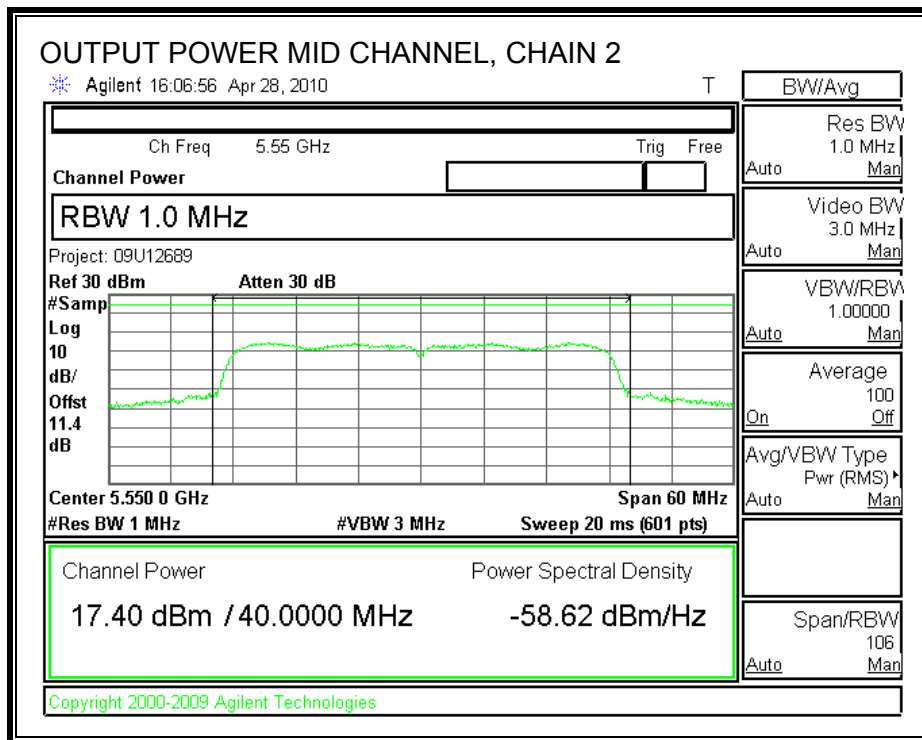 OUTPUT POWER MID CHANNEL, CHAIN 2
Agilent 16:06:56 Apr 28, 2010 T
Ch Freq 5.55 GHz Trig Free
Channel Power
RBW 1.0 MHz
Project: 09U12689
Ref 30 dBm Atten 30 dB
#Samp
Log
10
dB/
Offst
11.4
dB
Center 5.550 0 GHz Span 60 MHz
#Res BW 1 MHz #VBW 3 MHz Sweep 20 ms (601 pts)
Channel Power Power Spectral Density
17.40 dBm / 40.0000 MHz -58.62 dBm/Hz
Copyright 2000-2009 Agilent Technologies
BW/Avg
Res BW
1.0 MHz
Auto Man
Video BW
3.0 MHz
Auto Man
VBW/RBW
1.00000
Auto Man
Average
100
On Off
Avg/VBW Type
Pwr (RMS)
Auto Man
Span/RBW
106
Auto Man